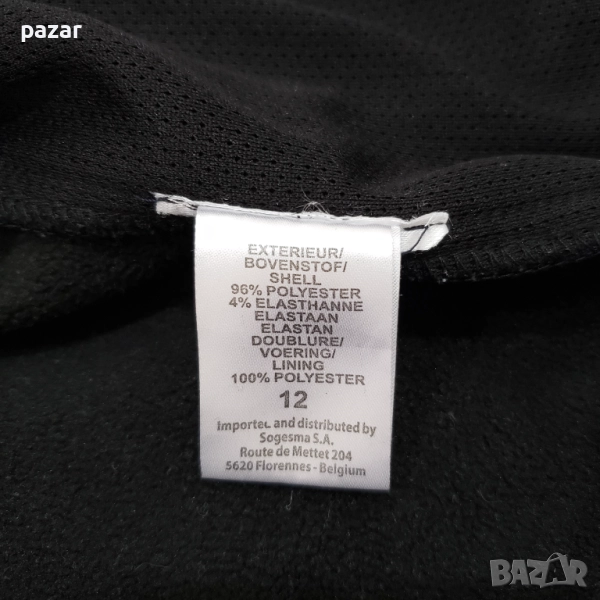 pazar
EXTERIEUR/
BOVENSTOF/
SHELL
96% POLYESTER
4% ELASTHANNE
ELASTAAN
ELASTAN
DOUBLURE/
VOERING/
LINING
100% POLYESTER
12
Imported and distributed by
Sogesma S.A.
Route de Mettet 204
5620 Florennes - Belgium
BAZAR